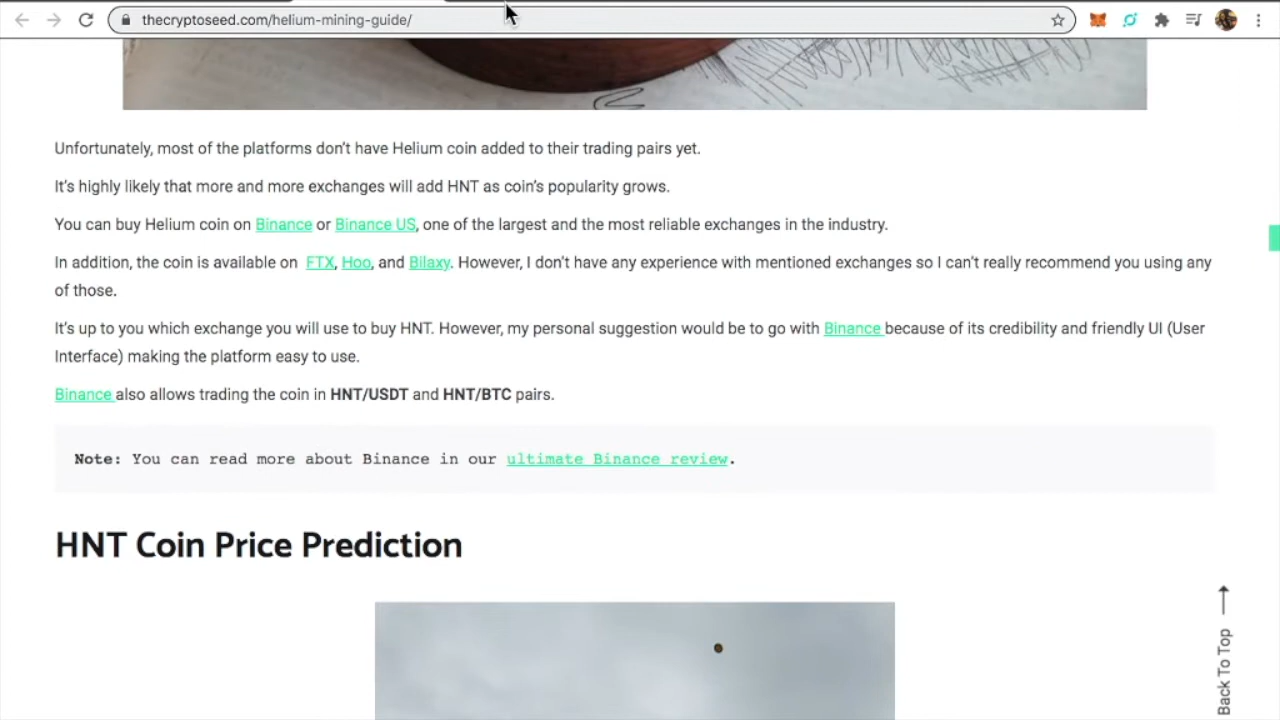 thecryptoseed.com/helium-mining-guide/
Unfortunately, most of the platforms don't have Helium coin added to their trading pairs yet.
It's highly likely that more and more exchanges will add HNT as coin's popularity grows.
You can buy Helium coin on Binance or Binance US, one of the largest and the most reliable exchanges in the industry.
In addition, the coin is available on FTX, Hoo, and Bilaxy. However, I don't have any experience with mentioned exchanges so I can't really recommend you using any
of those.
It's up to you which exchange you will use to buy HNT. However, my personal suggestion would be to go with Binance because of its credibility and friendly UI (User
Interface) making the platform easy to use.
Binance also allows trading the coin in HNT/USDT and HNT/BTC pairs.
Note: You can read more about Binance in our ultimate Binance review.
HNT Coin Price Prediction
Back To Top